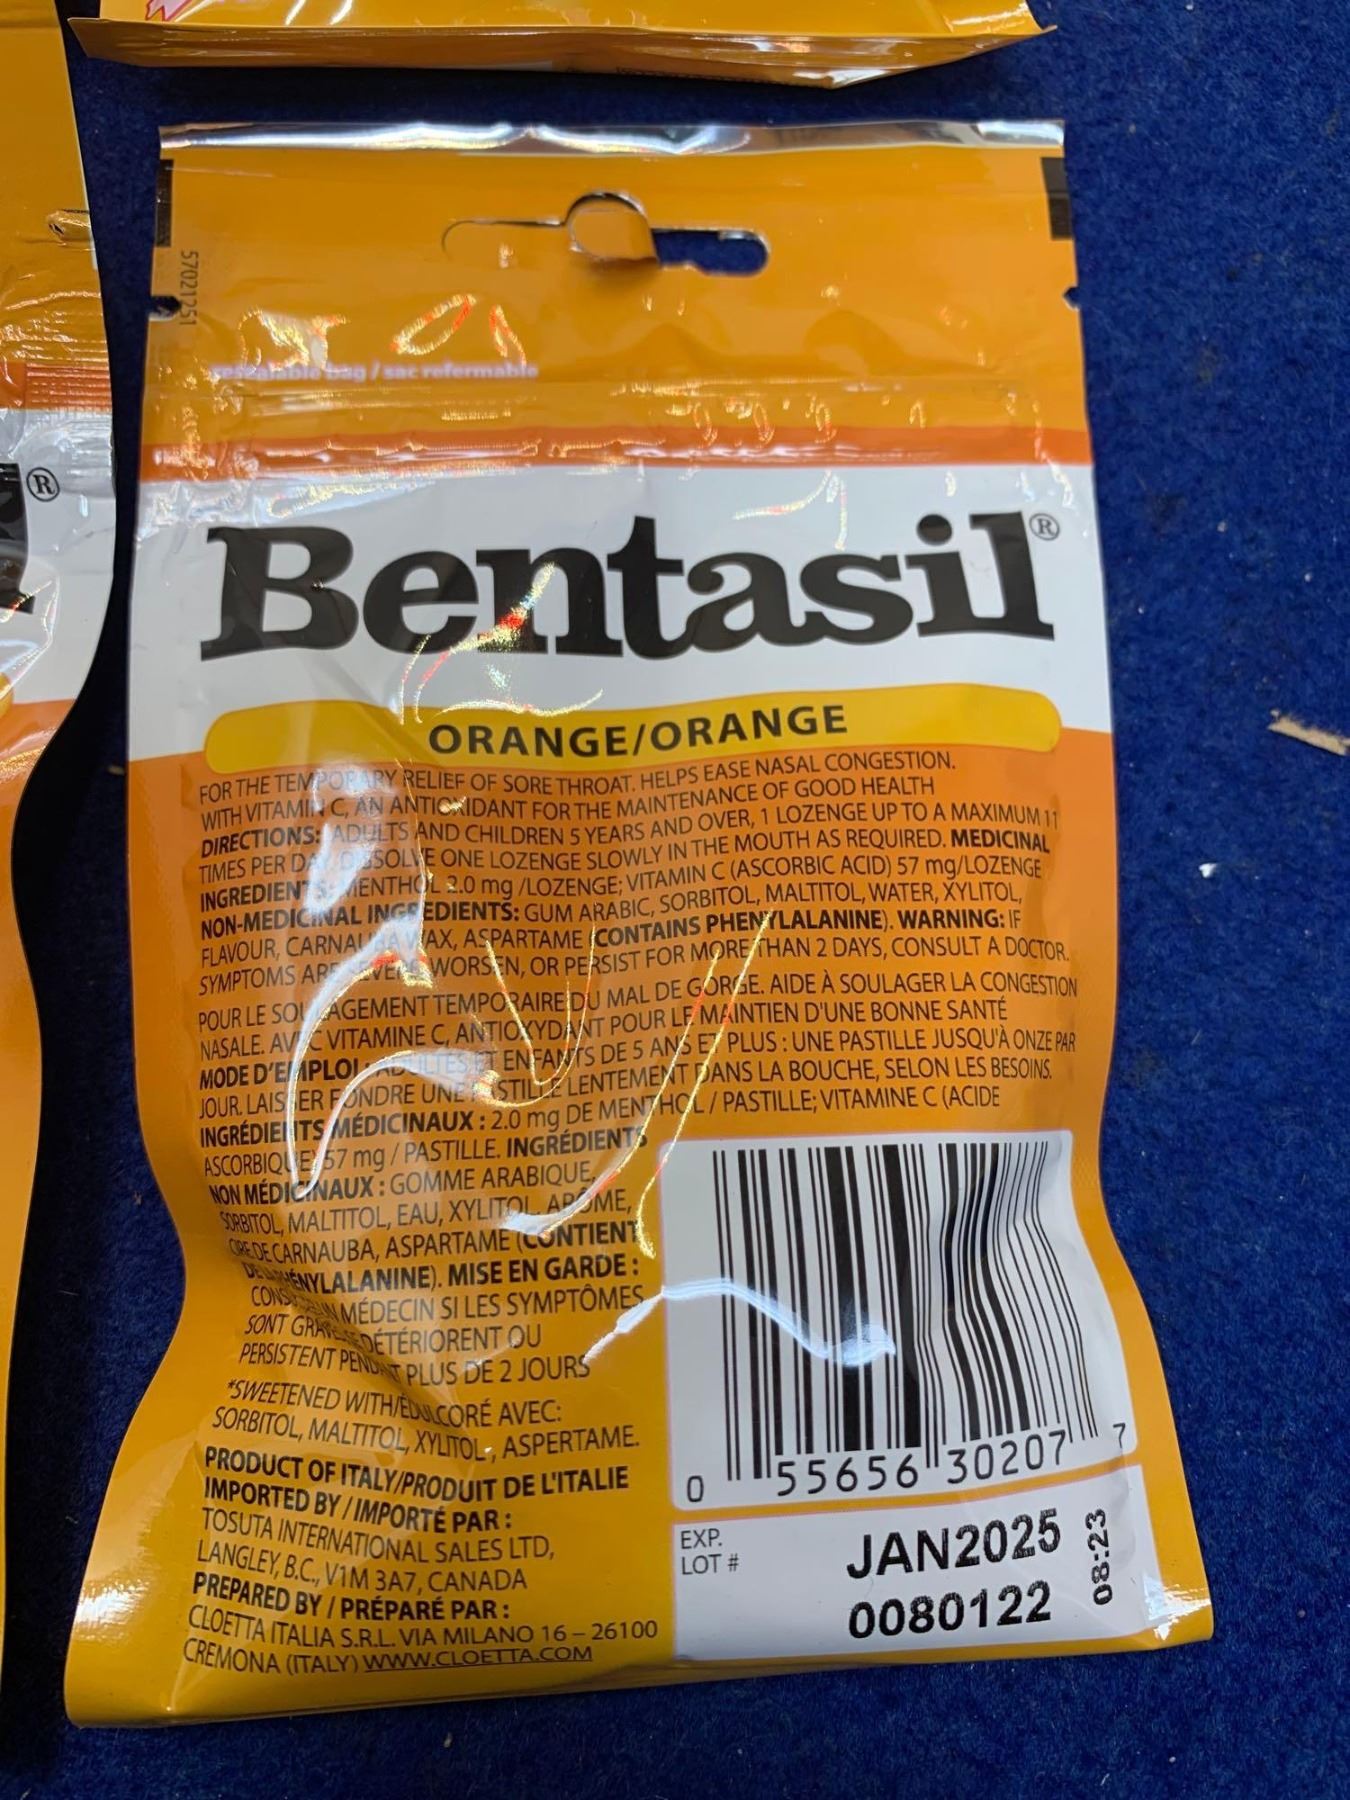 57021251
resealable bag / sac refermable
®
Bentasil®
ORANGE/ORANGE
FOR THE TEMPORARY RELIEF OF SORE THROAT. HELPS EASE NASAL CONGESTION.
WITH VITAMIN C, AN ANTIOXIDANT FOR THE MAINTENANCE OF GOOD HEALTH
DIRECTIONS: ADULTS AND CHILDREN 5 YEARS AND OVER, 1 LOZENGE UP TO A MAXIMUM 11
TIMES PER DAY. DISSOLVE ONE LOZENGE SLOWLY IN THE MOUTH AS REQUIRED. MEDICINAL
INGREDIENTS: MENTHOL 2.0 mg /LOZENGE; VITAMIN C (ASCORBIC ACID) 57 mg/LOZENGE
NON-MEDICINAL INGREDIENTS: GUM ARABIC, SORBITOL, MALTITOL, WATER, XYLITOL,
FLAVOUR, CARNAUBA WAX, ASPARTAME (CONTAINS PHENYLALANINE). WARNING: IF
SYMPTOMS ARE SEVERE, WORSEN, OR PERSIST FOR MORE THAN 2 DAYS, CONSULT A DOCTOR.
POUR LE SOULAGEMENT TEMPORAIRE DU MAL DE GORGE. AIDE À SOULAGER LA CONGESTION
NASALE. AVEC VITAMINE C, ANTIOXYDANT POUR LE MAINTIEN D'UNE BONNE SANTÉ
MODE D'EMPLOI : ADULTES ET ENFANTS DE 5 ANS ET PLUS : UNE PASTILLE JUSQU'À ONZE PAR
JOUR. LAISSER FONDRE UNE PASTILLE LENTEMENT DANS LA BOUCHE, SELON LES BESOINS.
INGRÉDIENTS MÉDICINAUX : 2.0 mg DE MENTHOL / PASTILLE; VITAMINE C (ACIDE
ASCORBIQUE) 57 mg / PASTILLE. INGRÉDIENTS
NON MÉDICINAUX : GOMME ARABIQUE,
SORBITOL, MALTITOL, EAU, XYLITOL, ARÔME,
CIRE DE CARNAUBA, ASPARTAME (CONTIENT
DE LA PHÉNYLALANINE). MISE EN GARDE :
CONSULTER UN MÉDECIN SI LES SYMPTÔMES
SONT GRAVES, SE DÉTÉRIORENT OU
PERSISTENT PENDANT PLUS DE 2 JOURS
*SWEETENED WITH/ÉDULCORÉ AVEC:
SORBITOL, MALTITOL, XYLITOL, ASPERTAME.
PRODUCT OF ITALY/PRODUIT DE L'ITALIE
IMPORTED BY / IMPORTÉ PAR :
TOSUTA INTERNATIONAL SALES LTD,
LANGLEY, B.C., V1M 3A7, CANADA
PREPARED BY / PRÉPARÉ PAR :
CLOETTA ITALIA S.R.L. VIA MILANO 16 – 26100
CREMONA (ITALY) WWW.CLOETTA.COM
0 55656 30207 7
EXP.
LOT #
JAN2025
0080122
08:23